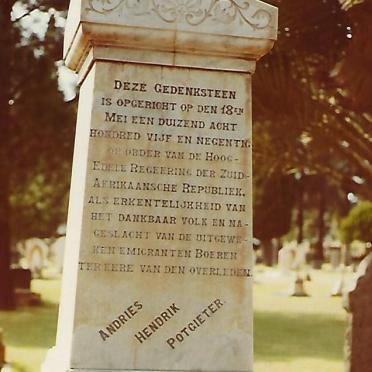 DEZE GEDENKSTEEN
IS OPGERICHT OP DEN 18EN
MEI EEN DUIZEND ACHT
HONDRED VIJF EN NEGENTIG
OP ORDER VAN DE HOOG-
EDELE REGEERING DER ZUID-
AFRIKAANSCHE REPUBLIEK.
ALS ERKENTELIJKHEID VAN
HET DANKBAAR VOLK EN NA-
GESLACHT VAN DE UITGEWE-
KEN EMIGRANTEN BOEREN
TER EERE VAN DEN OVERLEDEN.
ANDRIES
HENDRIK
POTGIETER.